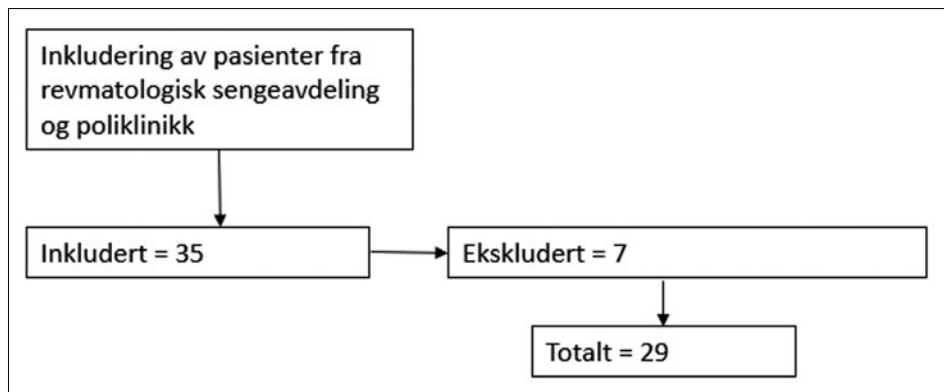 Inkludering av pasienter fra
revmatologisk sengeavdeling
og poliklinikk
Inkludert = 35
Ekskludert = 7
Totalt = 29